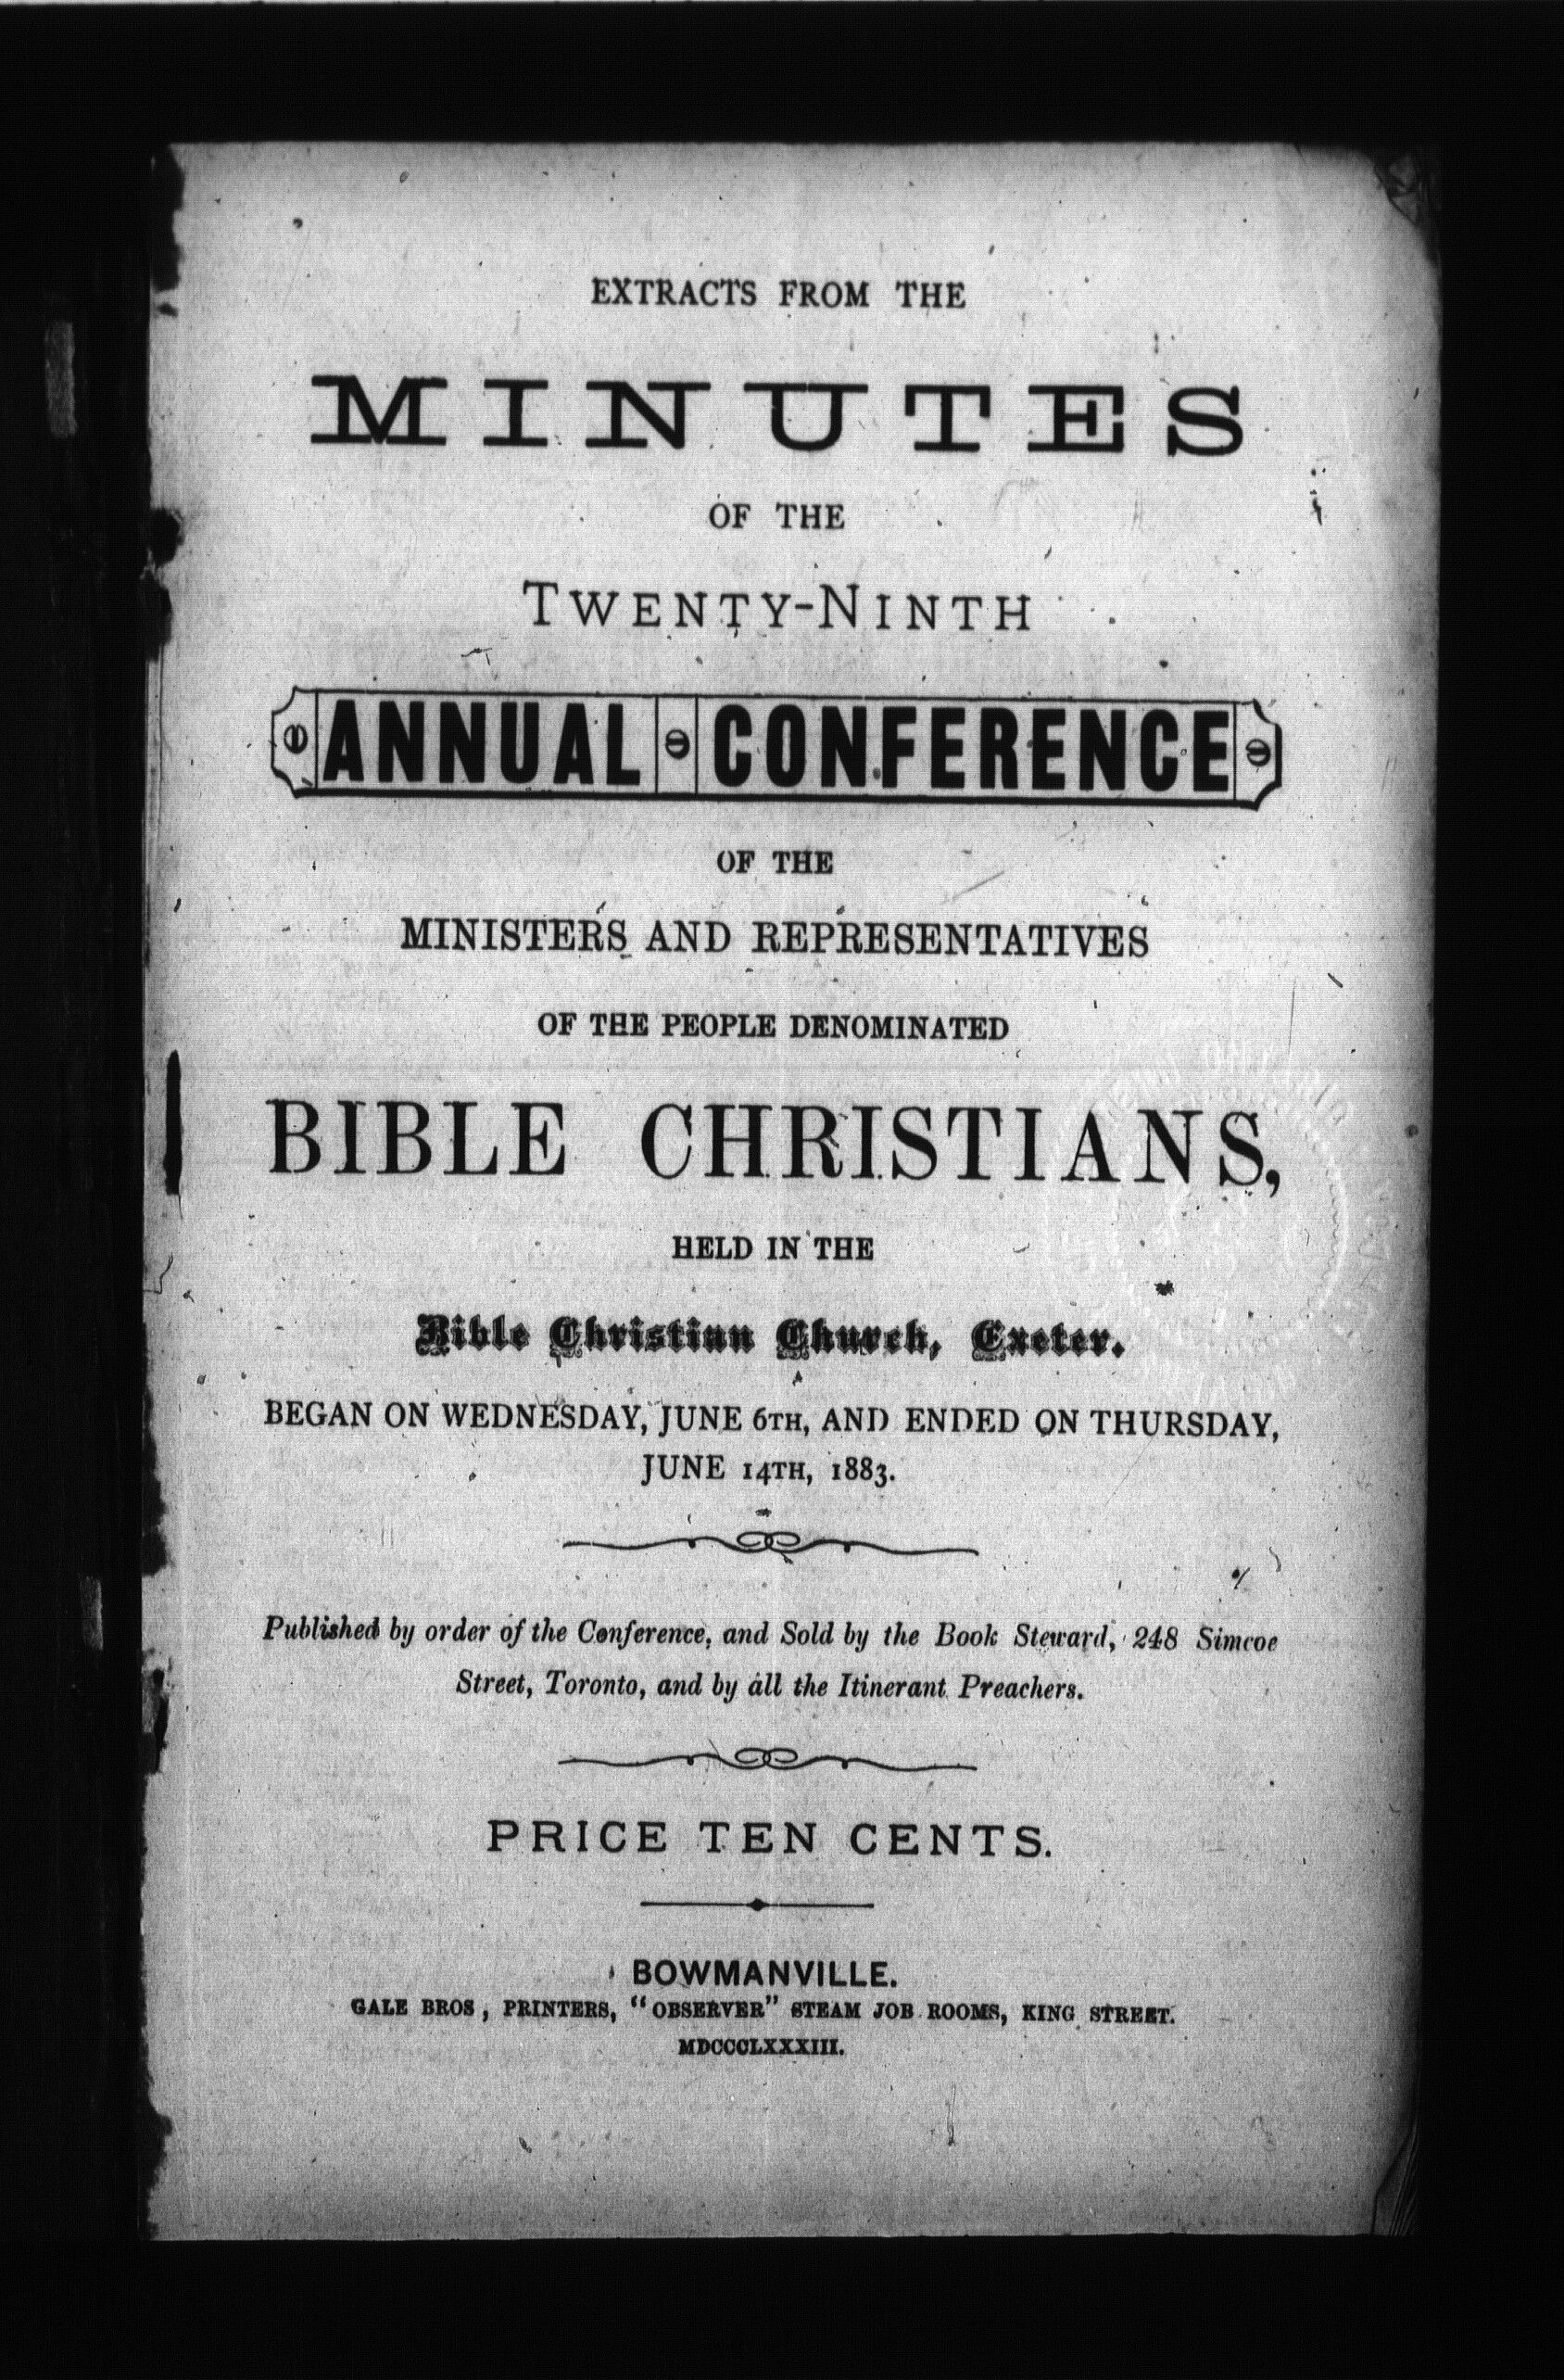 EXTRACTS FROM THE
MINUTES
OF THE
TWENTY-NINTH
ANNUAL CONFERENCE
OF THE
MINISTERS AND REPRESENTATIVES
OF THE PEOPLE DENOMINATED
BIBLE CHRISTIANS,
HELD IN THE
Bible Christian Church, Exeter.
BEGAN ON WEDNESDAY, JUNE 6TH, AND ENDED ON THURSDAY,
JUNE 14TH, 1883.
Published by order of the Conference, and Sold by the Book Steward, 248 Simcoe
Street, Toronto, and by all the Itinerant Preachers.
PRICE TEN CENTS.
BOWMANVILLE.
GALE BROS, PRINTERS, "OBSERVER" STEAM JOB ROOMS, KING STREET.
MDCCCLXXXIII.